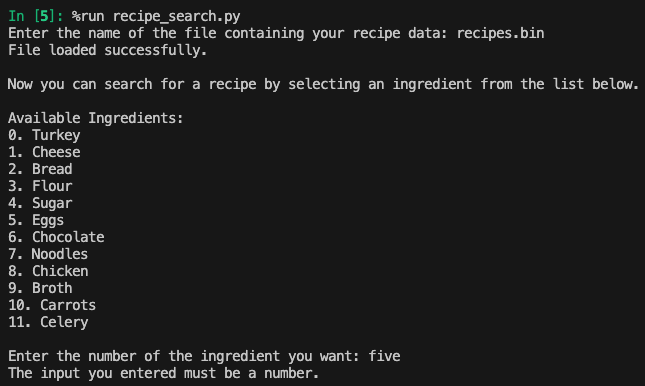 In [5]: %run recipe_search.py
Enter the name of the file containing your recipe data: recipes.bin
File loaded successfully.
Now you can search for a recipe by selecting an ingredient from the list below.
Available Ingredients:
0. Turkey
1. Cheese
2. Bread
3. Flour
4. Sugar
5. Eggs
6. Chocolate
7. Noodles
8. Chicken
9. Broth
10. Carrots
11. Celery
Enter the number of the ingredient you want: five
The input you entered must be a number.